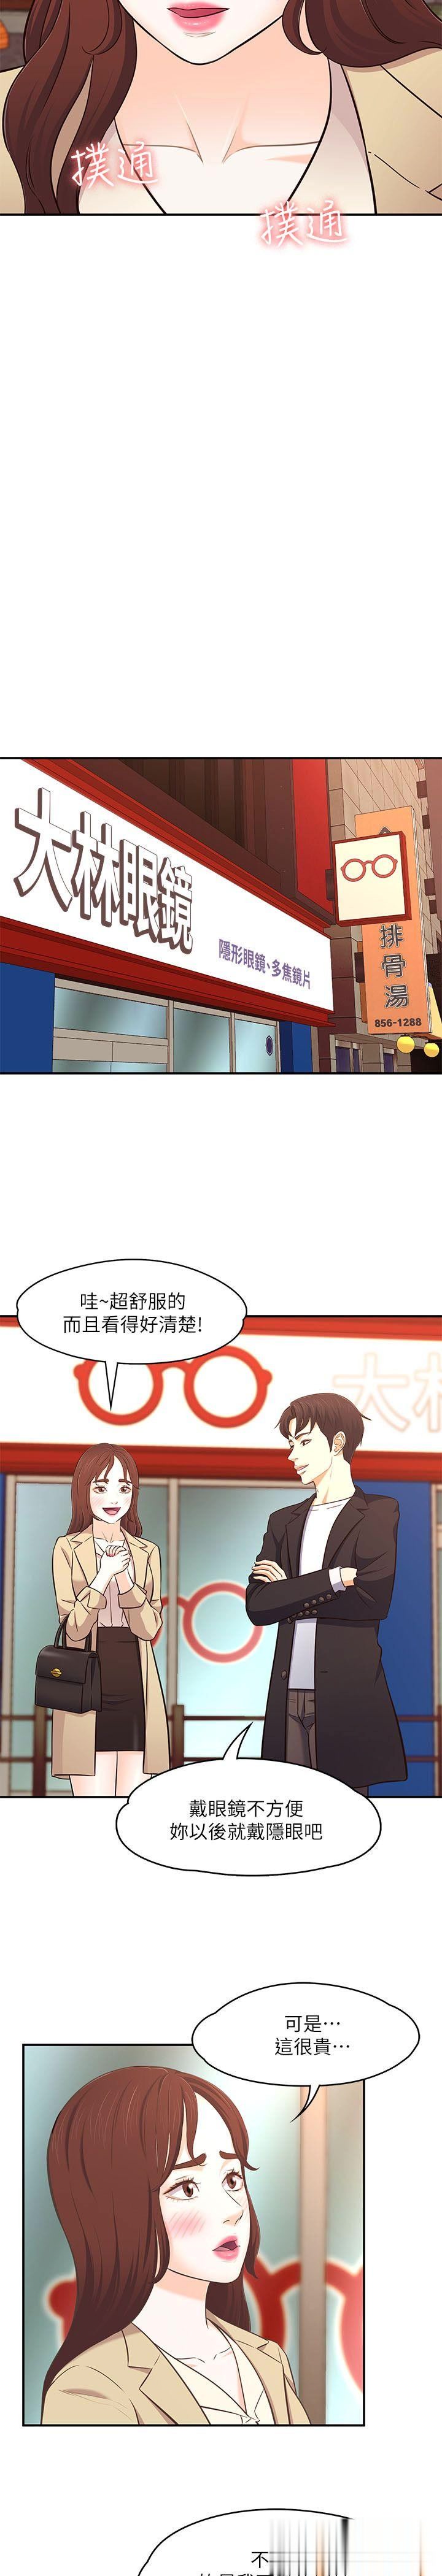 撲通
撲通
大林眼鏡
隱形眼鏡、多焦鏡片
排骨湯
856-1288
哇~超舒服的
而且看得好清楚!
大林
戴眼鏡不方便
妳以後就戴隱眼吧
可是…
這很貴…
不